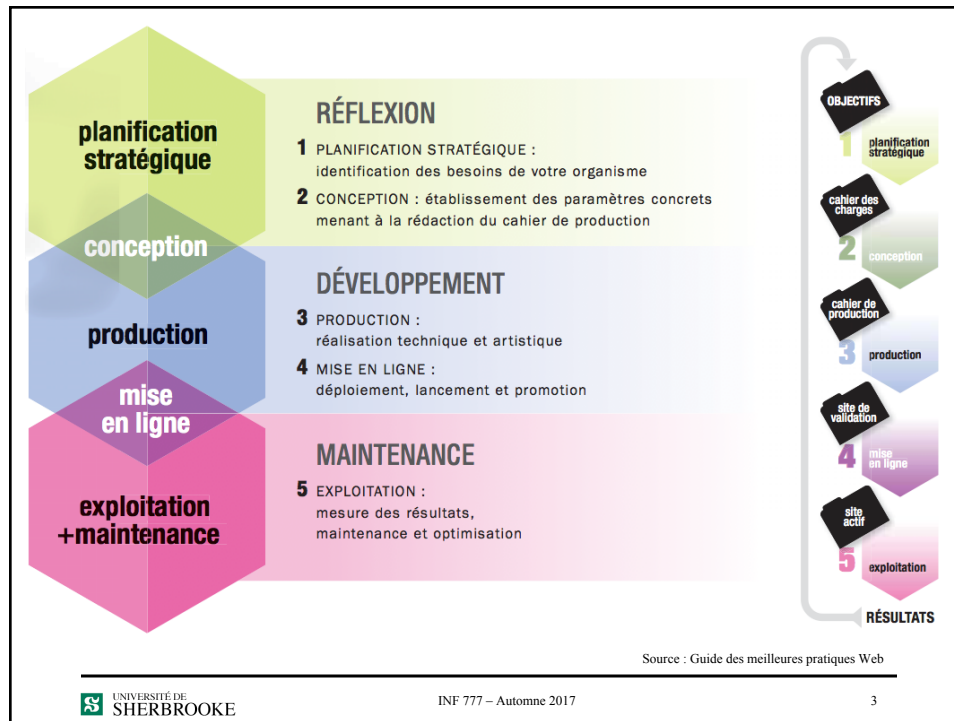 planification
stratégique
conception
production
mise
en ligne
exploitation
+maintenance
RÉFLEXION
1 PLANIFICATION STRATÉGIQUE :
identification des besoins de votre organisme
2 CONCEPTION : établissement des paramètres concrets
menant à la rédaction du cahier de production
DÉVELOPPEMENT
3 PRODUCTION :
réalisation technique et artistique
4 MISE EN LIGNE :
déploiement, lancement et promotion
MAINTENANCE
5 EXPLOITATION :
mesure des résultats,
maintenance et optimisation
OBJECTIFS
1 planification
stratégique
cahier des
charges
2 conception
cahier de
production
3 production
site de
validation
4 mise
en ligne
site
actif
5 exploitation
RÉSULTATS
Source : Guide des meilleures pratiques Web
UNIVERSITÉ DE
SHERBROOKE
INF 777 – Automne 2017
3